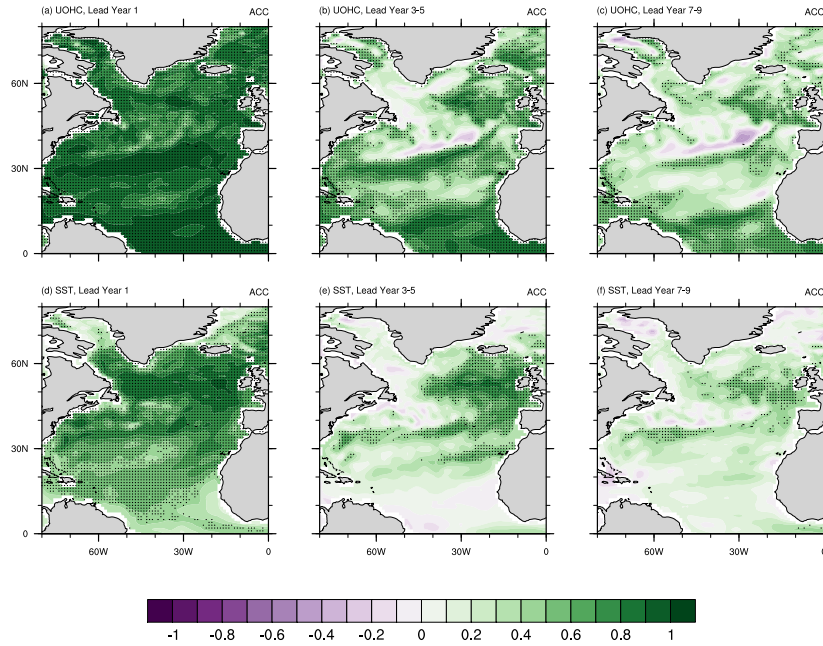 (a) UOHC, Lead Year 1 ACC
(b) UOHC, Lead Year 3-5 ACC
(c) UOHC, Lead Year 7-9 ACC
60N
30N
0
(d) SST, Lead Year 1 ACC
(e) SST, Lead Year 3-5 ACC
(f) SST, Lead Year 7-9 ACC
60N
30N
0
60W 30W 0
60W 30W 0
60W 30W 0
-1 -0.8 -0.6 -0.4 -0.2 0 0.2 0.4 0.6 0.8 1